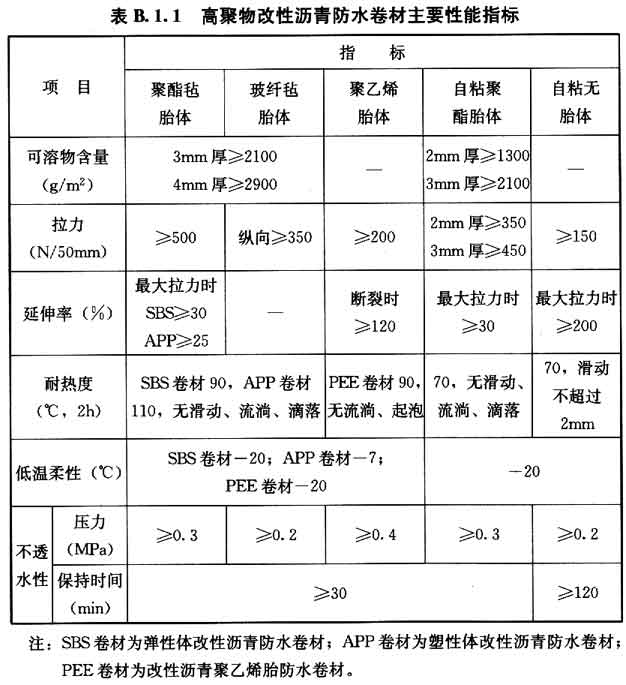 表 B.1.1 高聚物改性沥青防水卷材主要性能指标
项 目
指 标
聚酯毡
胎体
玻纤毡
胎体
聚乙烯
胎体
自粘聚
酯胎体
自粘无
胎体
可溶物含量
(g/m²)
3mm 厚≥2100
4mm 厚≥2900
—
2mm 厚≥1300
3mm 厚≥2100
—
拉力
(N/50mm)
≥500
纵向≥350
≥200
2mm 厚≥350
3mm 厚≥450
≥150
延伸率(%)
最大拉力时
SBS≥30
APP≥25
—
断裂时
≥120
最大拉力时
≥30
最大拉力时
≥200
耐热度
(℃, 2h)
SBS 卷材 90, APP 卷材
110, 无滑动、流淌、滴落
PEE 卷材 90,
无流淌、起泡
70, 无滑动、
流淌、滴落
70, 滑动
不超过
2mm
低温柔性(℃)
SBS 卷材-20; APP 卷材-7;
PEE 卷材-20
-20
不透
水性
压力
(MPa)
≥0.3
≥0.2
≥0.4
≥0.3
≥0.2
保持时间
(min)
≥30
≥120
注: SBS 卷材为弹性体改性沥青防水卷材; APP 卷材为塑性体改性沥青防水卷材;
PEE 卷材为改性沥青聚乙烯胎防水卷材。